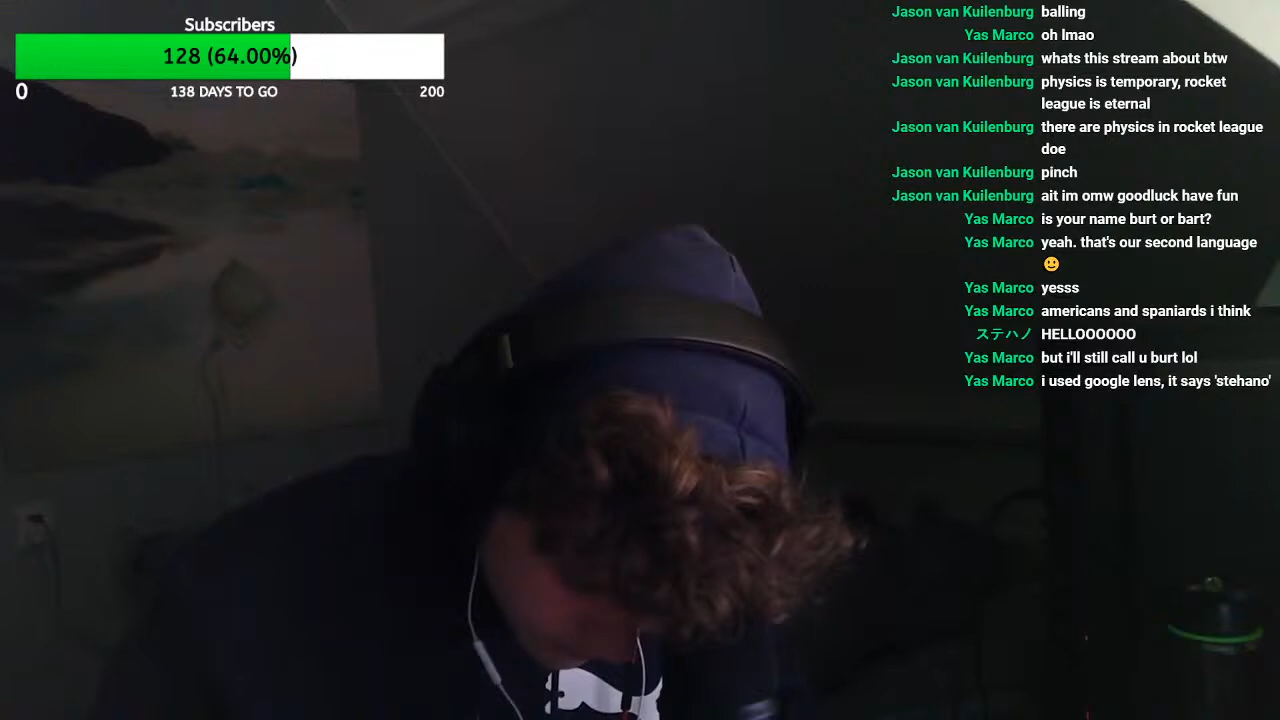 Subscribers
128 (64.00%)
0
138 DAYS TO GO
200
Jason van Kuilenburg balling
Yas Marco oh lmao
Jason van Kuilenburg whats this stream about btw
Jason van Kuilenburg physics is temporary, rocket
league is eternal
Jason van Kuilenburg there are physics in rocket league
doe
Jason van Kuilenburg pinch
Jason van Kuilenburg ait im omw goodluck have fun
Yas Marco is your name burt or bart?
Yas Marco yeah. that's our second language
🙂
Yas Marco yesss
Yas Marco americans and spaniards i think
ステハノ HELLOOOOOO
Yas Marco but i'll still call u burt lol
Yas Marco i used google lens, it says 'stehano'